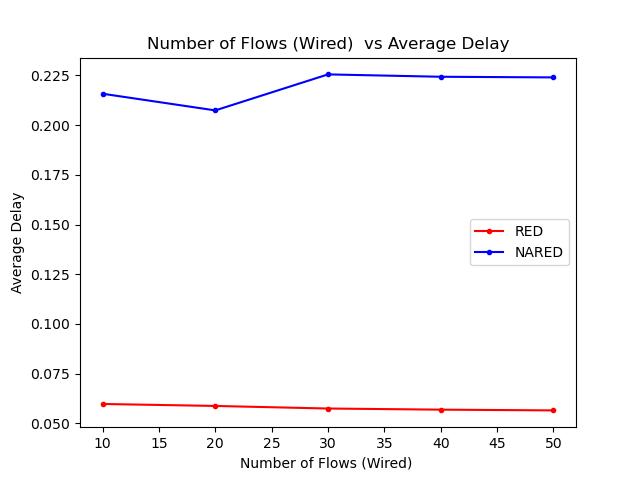 Number of Flows (Wired)  vs Average Delay
0.225
0.200
0.175
0.150
0.125
0.100
0.075
0.050
Average Delay
RED
NARED
10 15 20 25 30 35 40 45 50
Number of Flows (Wired)